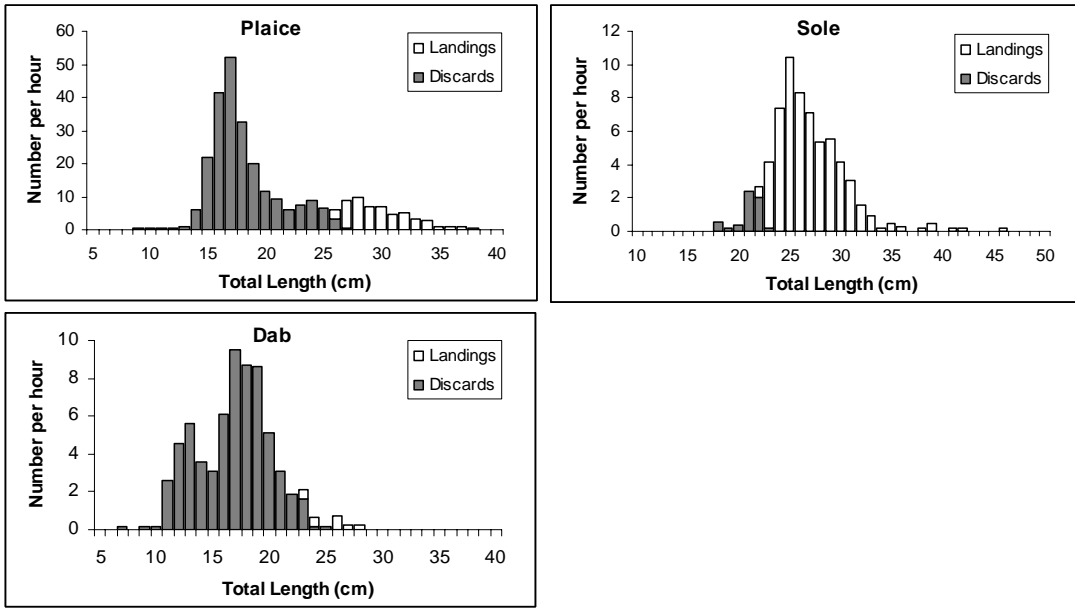 Plaice
Landings
Discards
Number per hour
60
50
40
30
20
10
0
5 10 15 20 25 30 35 40
Total Length (cm)
Sole
Landings
Discards
Number per hour
12
10
8
6
4
2
0
10 15 20 25 30 35 40 45 50
Total Length (cm)
Dab
Landings
Discards
Number per hour
10
8
6
4
2
0
5 10 15 20 25 30 35 40
Total Length (cm)